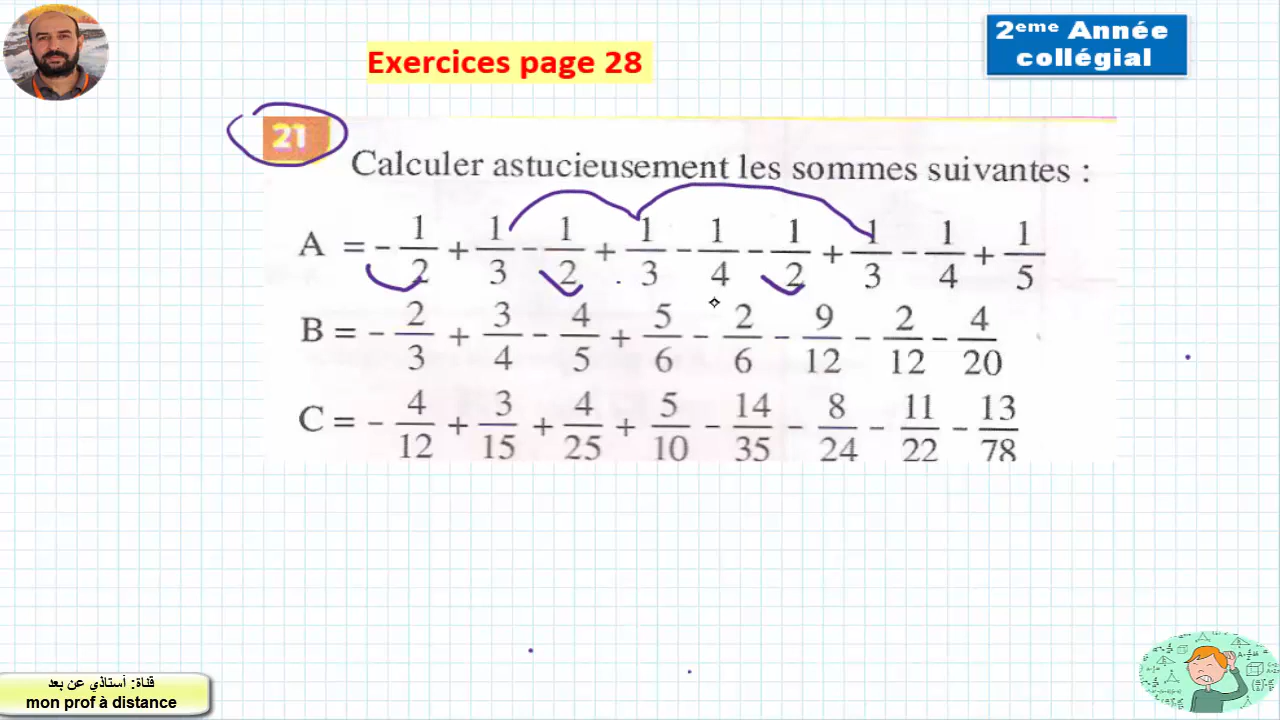 2eme Année
collégial
Exercices page 28
21
Calculer astucieusement les sommes suivantes :
A = - 1/2 + 1/3 - 1/2 + 1/3 - 1/4 - 1/2 + 1/3 - 1/4 + 1/5
B = - 2/3 + 3/4 - 4/5 + 5/6 - 2/6 - 9/12 - 2/12 - 4/20
C = - 4/12 + 3/15 + 4/25 + 5/10 - 14/35 - 8/24 - 11/22 - 13/78
قناة: أستاذي عن بعد
mon prof à distance